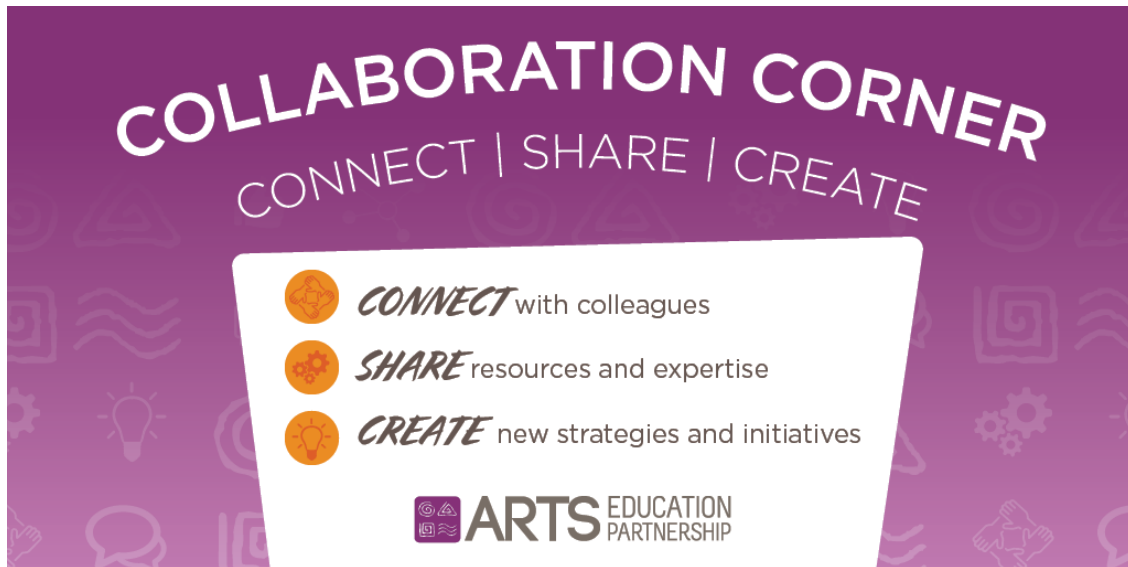 COLLABORATION CORNER
CONNECT | SHARE | CREATE
CONNECT with colleagues
SHARE resources and expertise
CREATE new strategies and initiatives
ARTS EDUCATION
PARTNERSHIP